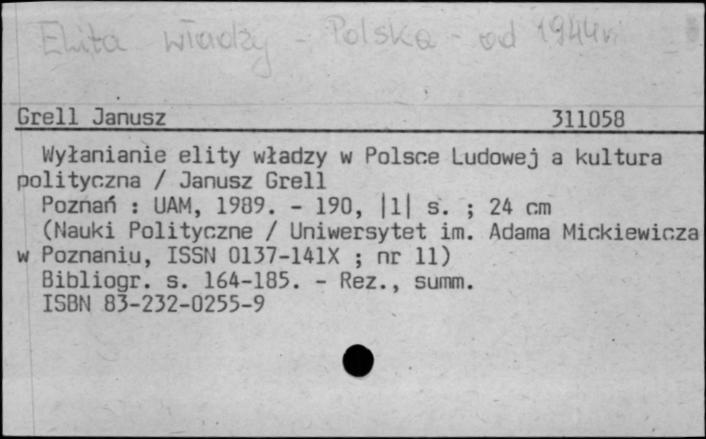 Elita władzy - Polska - od 1944 r.
Grell Janusz 311058
Wyłanianie elity władzy w Polsce Ludowej a kultura
polityczna / Janusz Grell
Poznań : UAM, 1989. - 190, |1| s. ; 24 cm
(Nauki Polityczne / Uniwersytet im. Adama Mickiewicza
w Poznaniu, ISSN 0137-141X ; nr 11)
Bibliogr. s. 164-185. - Rez., summ.
ISBN 83-232-0255-9